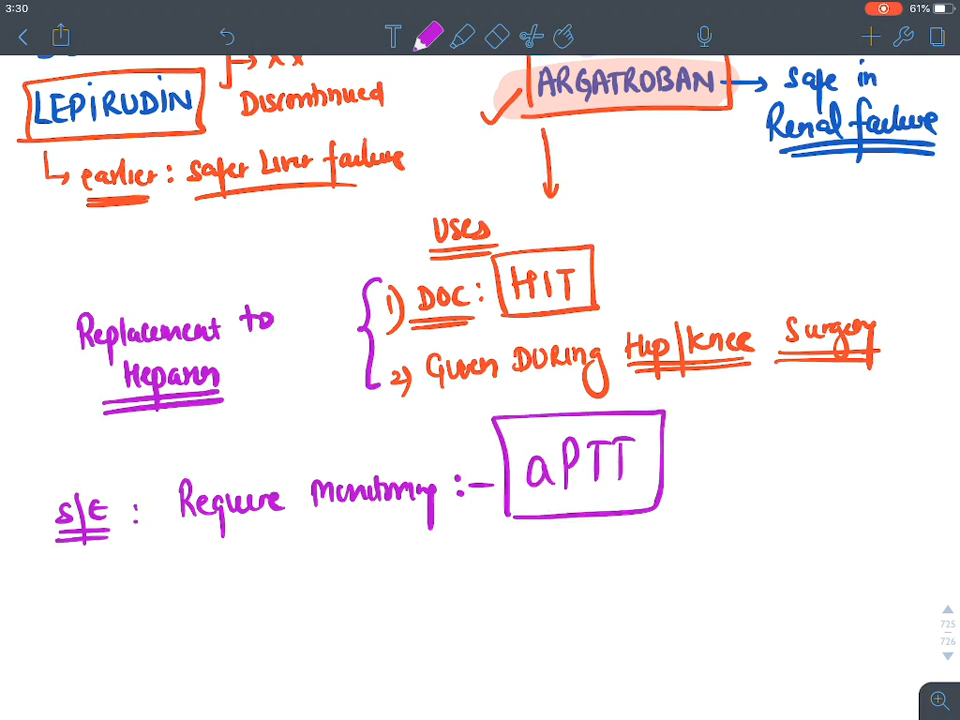 3:30
61%
T
Discontinued
LEPIRUDIN
ARGATROBAN → Safe in
Renal failure
↳ earlier : Safer Liver failure
Uses
1) DOC : HIT
2) Given DURING Hip/Knee Surgery
Replacement to
Heparin
S/E : Require Monitoring :- aPTT
725
726